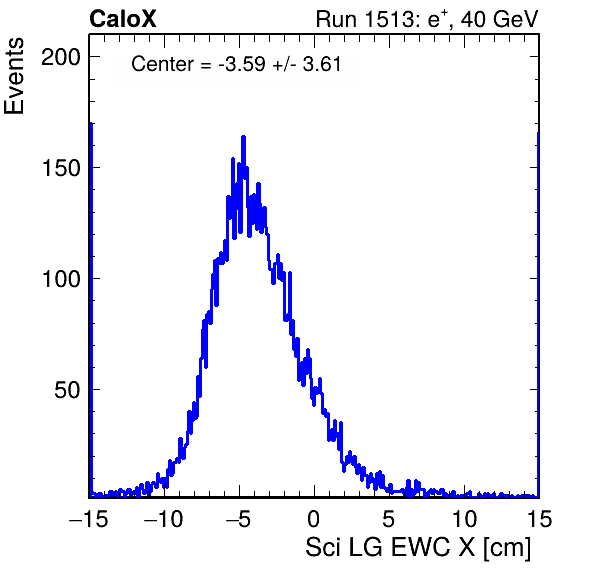 CaloX Run 1513: e⁺, 40 GeV
Events
Center = -3.59 +/- 3.61
200
150
100
50
−15 −10 −5 0 5 10 15
Sci LG EWC X [cm]